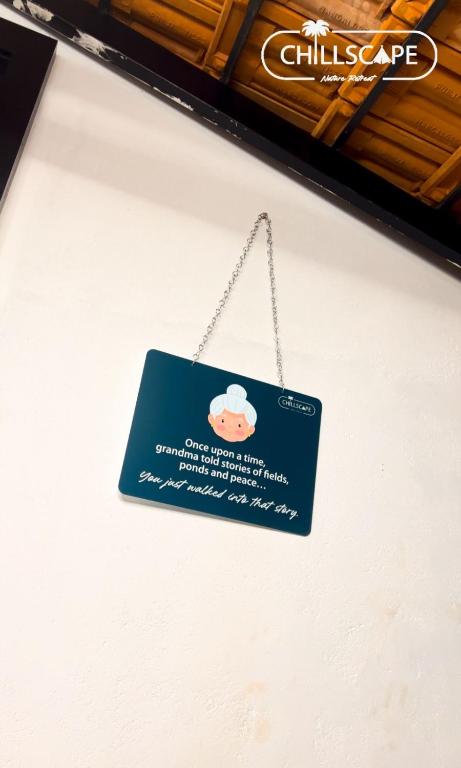 CHILLSCAPE
Nature Retreat
CHILLSCAPE
Once upon a time,
grandma told stories of fields,
ponds and peace...
You just walked into that story.